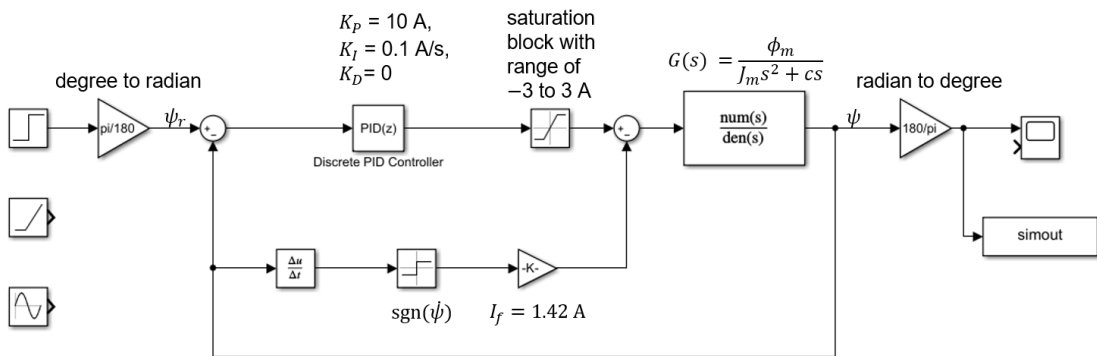 K_P = 10 A,
K_I = 0.1 A/s,
K_D= 0
saturation
block with
range of
−3 to 3 A
G(s) = ϕ_m / (J_m s² + cs)
degree to radian
radian to degree
pi/180
ψ_r
+
−
PID(z)
Discrete PID Controller
+
−
num(s)
den(s)
ψ
180/pi
simout
Δu
Δt
-K-
sgn(ψ̇)
I_f = 1.42 A